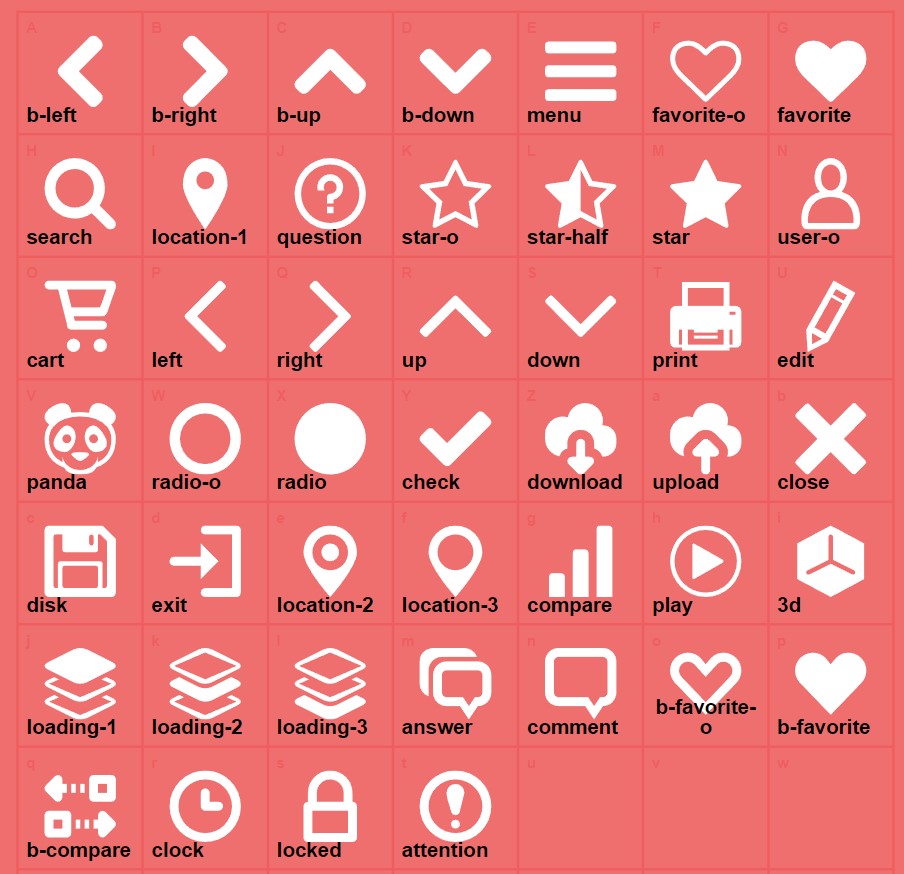 A B C D E F G
b-left b-right b-up b-down menu favorite-o favorite
H I J K L M N
search location-1 question star-o star-half star user-o
O P Q R S T U
cart left right up down print edit
V W X Y Z a b
panda radio-o radio check download upload close
c d e f g h I
disk exit location-2 location-3 compare play 3d
j k l m n o p
loading-1 loading-2 loading-3 answer comment b-favorite-
o b-favorite
q r s t u v w
b-compare clock locked attention